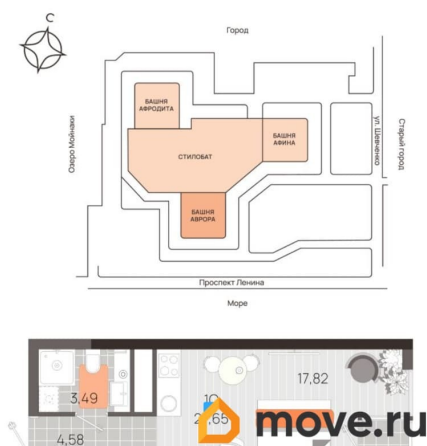 С
Город
БАШНЯ
АФРОДИТА
Озеро Мойнаки
СТИЛОБАТ
БАШНЯ
АФИНА
ул. Шевченко
Старый город
БАШНЯ
АВРОРА
Проспект Ленина
Море
17,82
3,49
4,58
move.ru